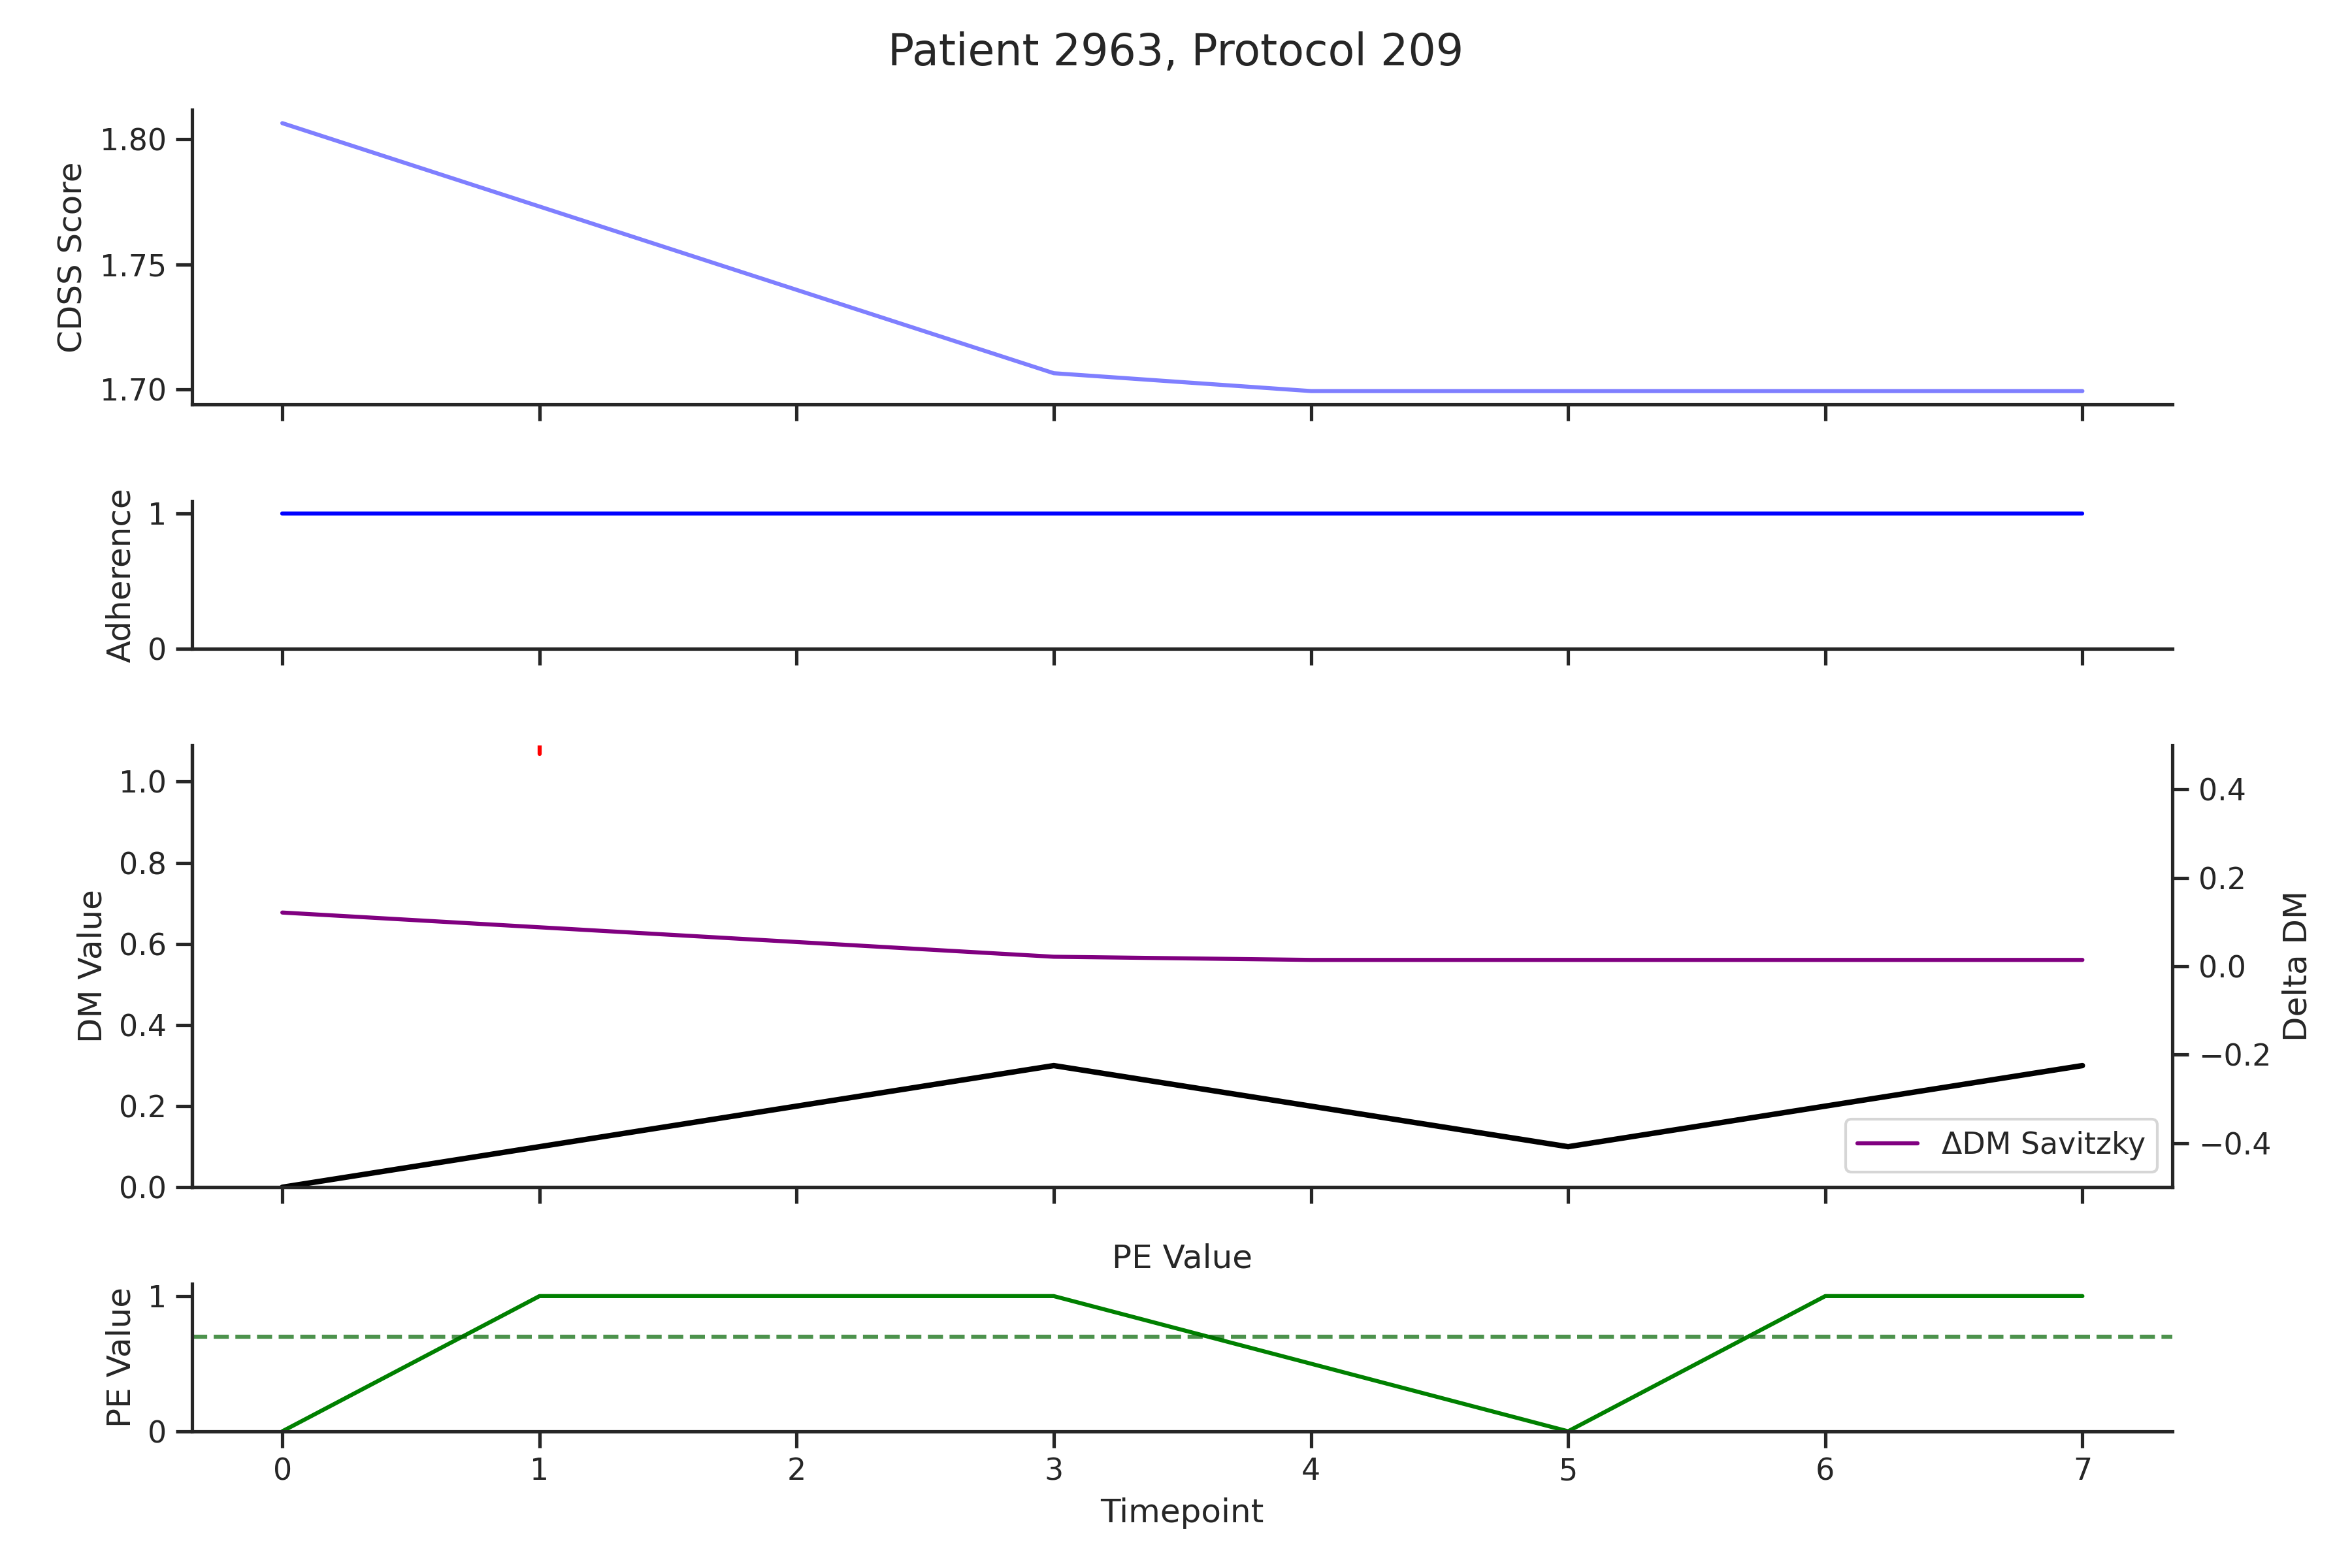 Patient 2963, Protocol 209
CDSS Score
1.80
1.75
1.70
Adherence
1
0
DM Value
1.0
0.8
0.6
0.4
0.2
0.0
0.4
0.2
0.0
−0.2
−0.4
Delta DM
ΔDM Savitzky
PE Value
PE Value
1
0
0 1 2 3 4 5 6 7
Timepoint